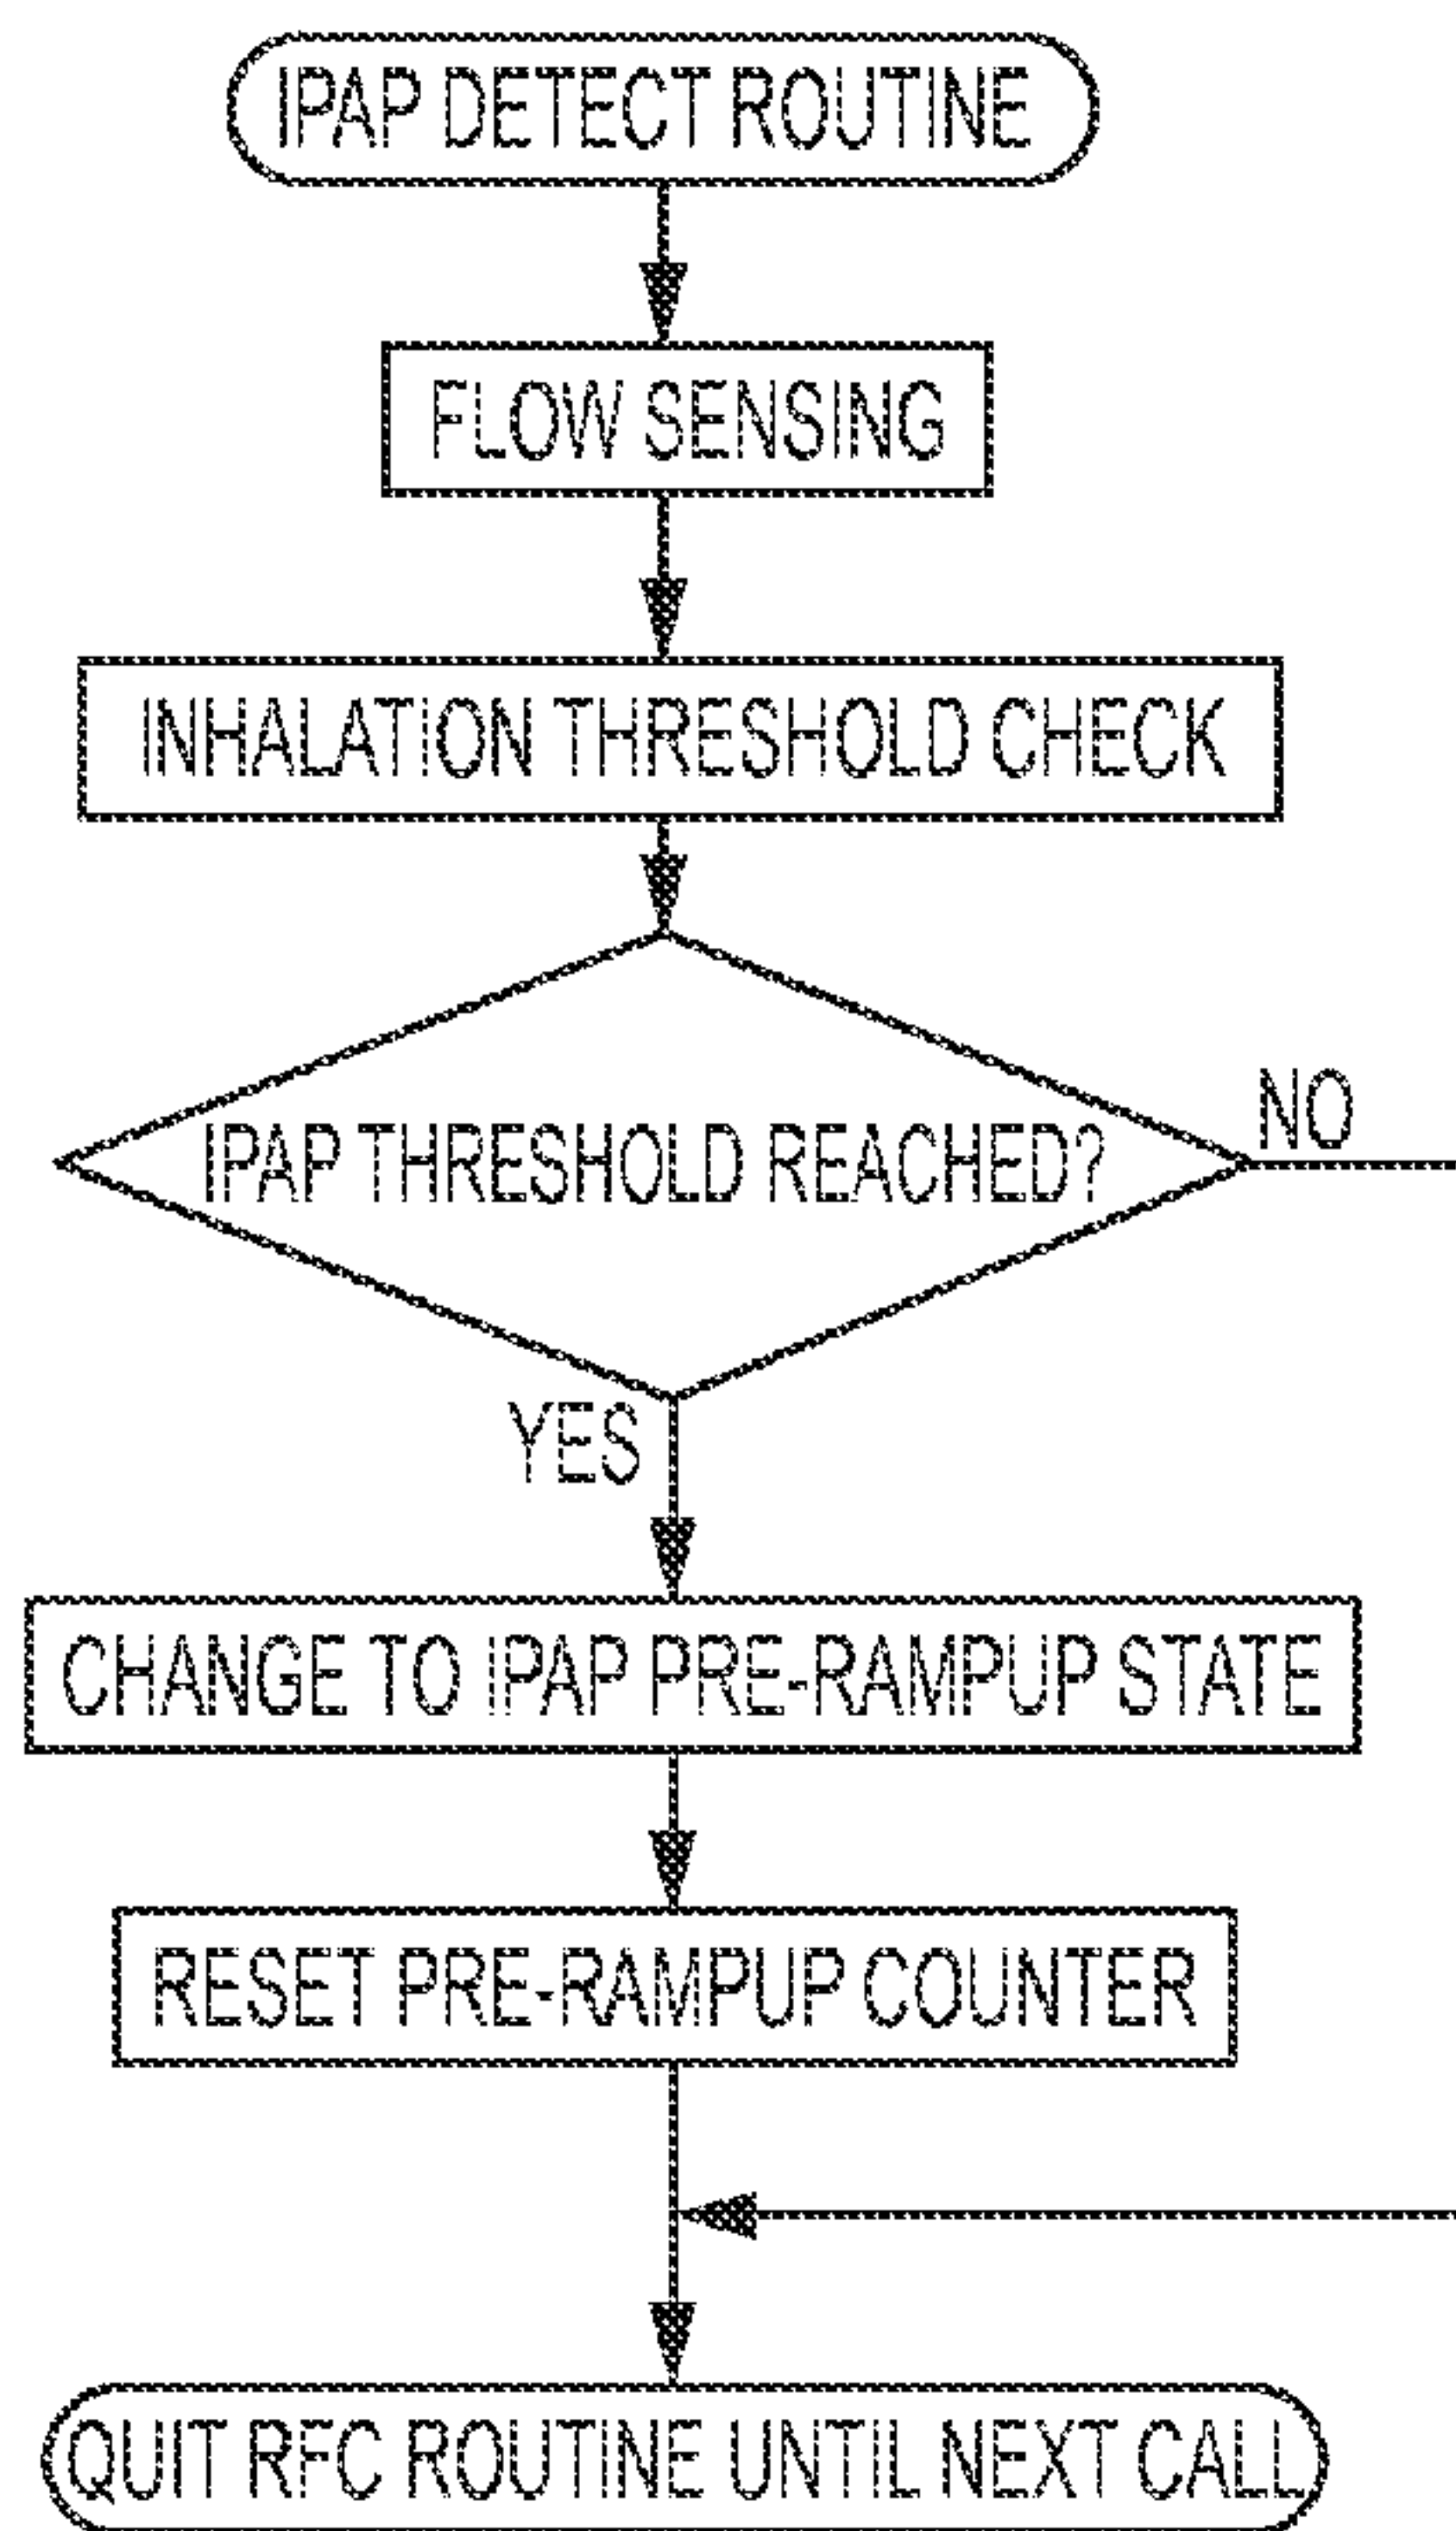 IPAP DETECT ROUTINE
FLOW SENSING
INHALATION THRESHOLD CHECK
IPAP THRESHOLD REACHED?
NO
YES
CHANGE TO IPAP PRE-RAMPUP STATE
RESET PRE-RAMPUP COUNTER
QUIT RFC ROUTINE UNTIL NEXT CALL